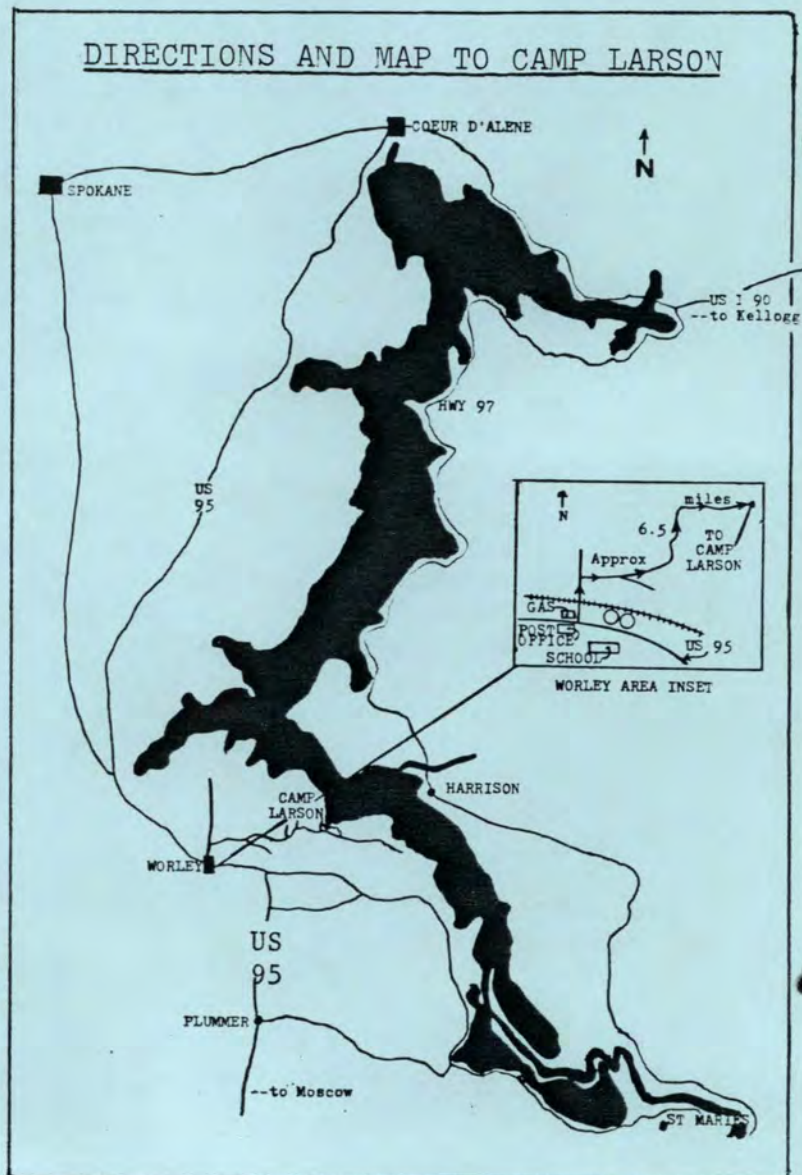 DIRECTIONS AND MAP TO CAMP LARSON
COEUR D'ALENE
N
SPOKANE
US I 90
--to Kellogg
HWY 97
US
95
N
miles
6.5
TO
CAMP
LARSON
Approx
GAS
POST
OFFICE
SCHOOL
US 95
WORLEY AREA INSET
HARRISON
CAMP
LARSON
WORLEY
US
95
PLUMMER
--to Moscow
ST MARIES